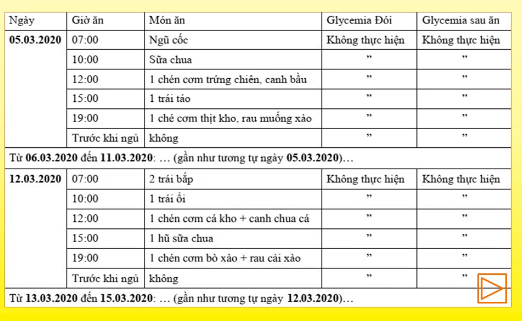 Ngày Giờ ăn Món ăn Glycemia Đói Glycemia sau ăn
05.03.2020 07:00 Ngũ cốc Không thực hiện Không thực hiện
10:00 Sữa chua ” ”
12:00 1 chén cơm trứng chiên, canh bầu ” ”
15:00 1 trái táo ” ”
19:00 1 ché cơm thịt kho, rau muống xào ” ”
Trước khi ngủ không ” ”
Từ 06.03.2020 đến 11.03.2020: … (gần như tương tự ngày 05.03.2020)…
12.03.2020 07:00 2 trái bắp Không thực hiện Không thực hiện
10:00 1 trái ổi ” ”
12:00 1 chén cơm cá kho + canh chua cá ” ”
15:00 1 hũ sữa chua ” ”
19:00 1 chén cơm bò xào + rau cải xào ” ”
Trước khi ngủ không ” ”
Từ 13.03.2020 đến 15.03.2020: … (gần như tương tự ngày 12.03.2020)…